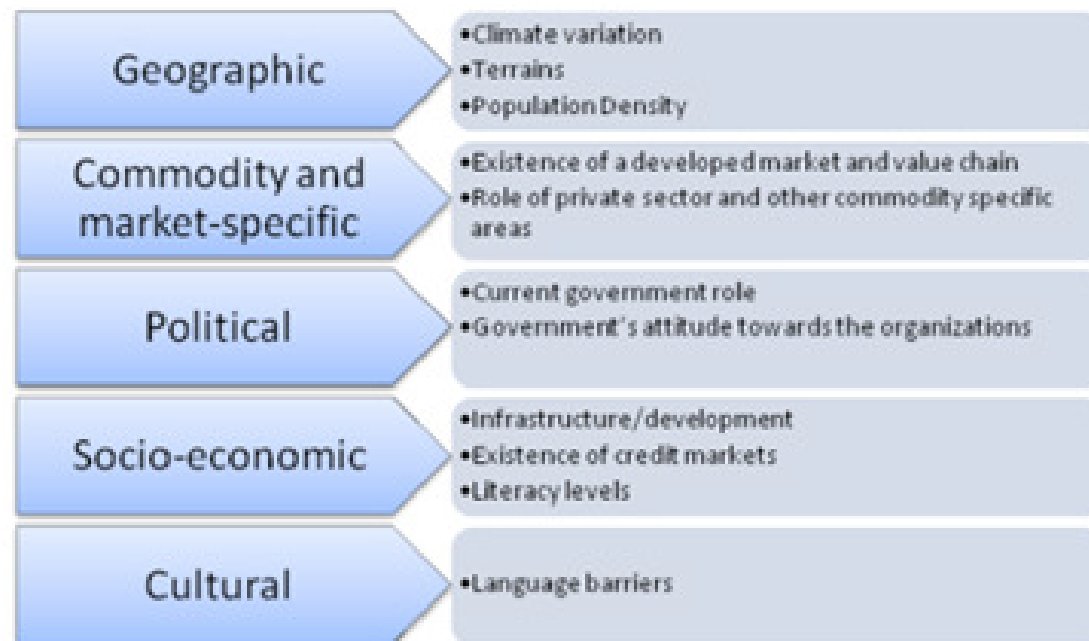 Geographic
•Climate variation
•Terrains
•Population Density
Commodity and
market-specific
•Existence of a developed market and value chain
•Role of private sector and other commodity specific
areas
Political
•Current government role
•Government's attitude towards the organizations
Socio-economic
•Infrastructure/development
•Existence of credit markets
•Literacy levels
Cultural
•Language barriers